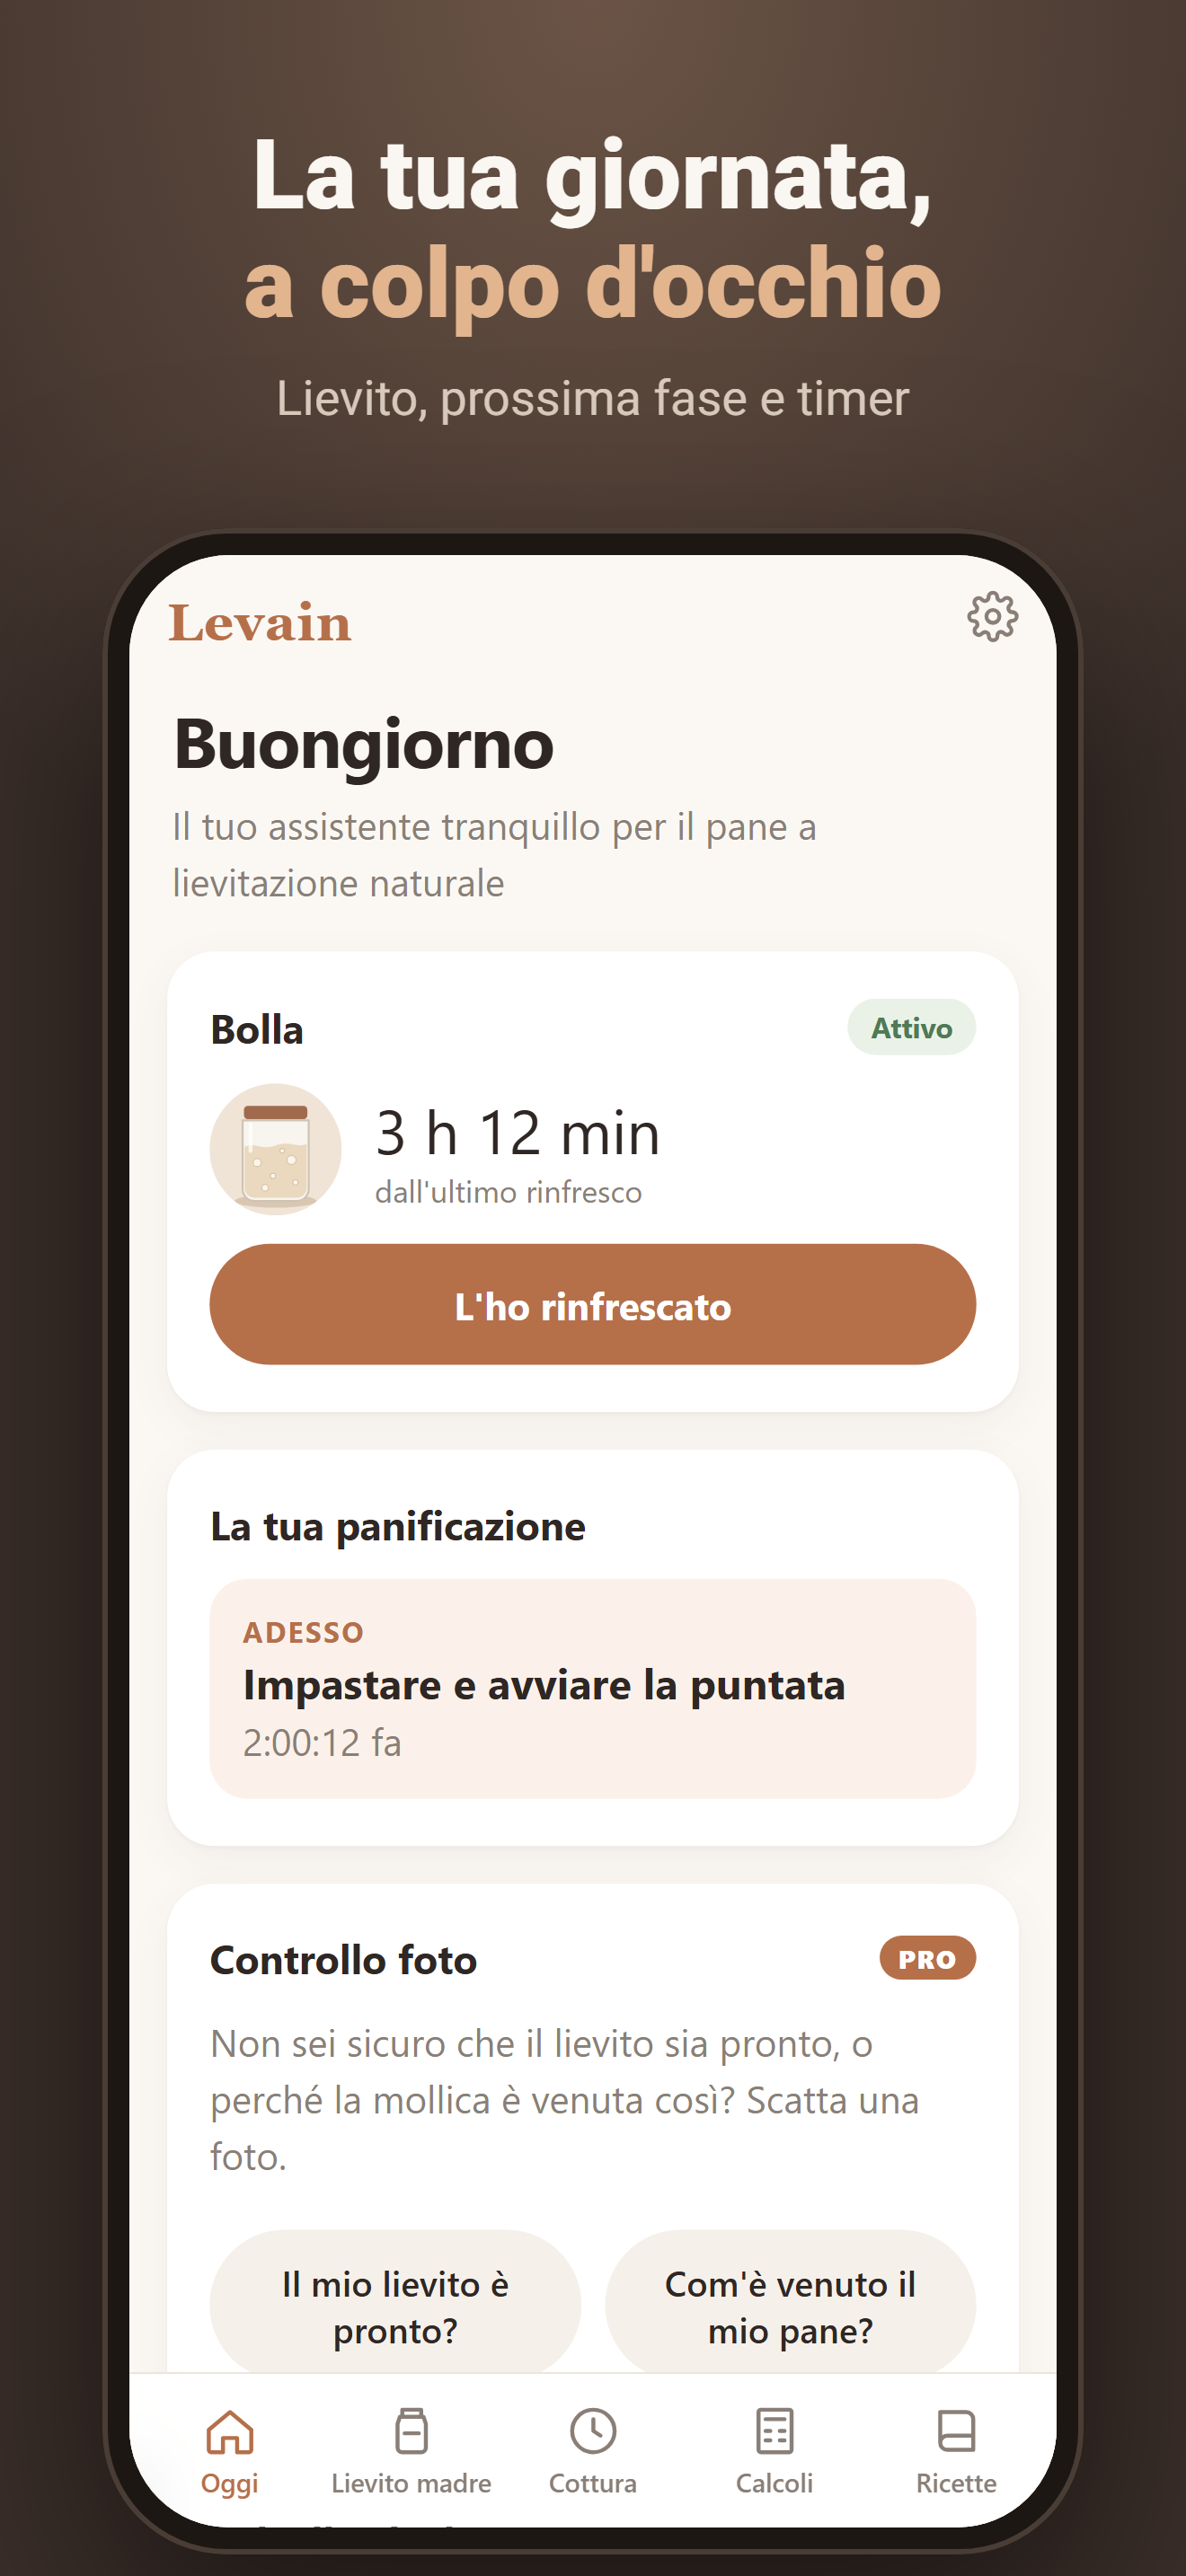 La tua giornata,
a colpo d'occhio
Lievito, prossima fase e timer
Levain
Buongiorno
Il tuo assistente tranquillo per il pane a
lievitazione naturale
Bolla
Attivo
3 h 12 min
dall'ultimo rinfresco
L'ho rinfrescato
La tua panificazione
ADESSO
Impastare e avviare la puntata
2:00:12 fa
Controllo foto
PRO
Non sei sicuro che il lievito sia pronto, o
perché la mollica è venuta così? Scatta una
foto.
Il mio lievito è
pronto?
Com'è venuto il
mio pane?
Oggi
Lievito madre
Cottura
Calcoli
Ricette